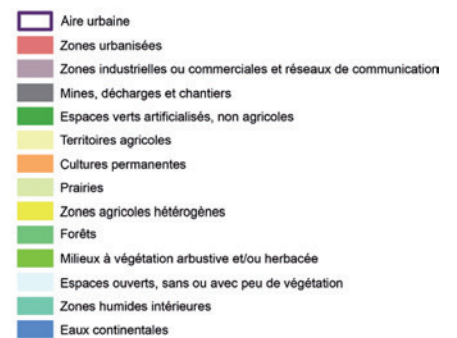 Aire urbaine
Zones urbanisées
Zones industrielles ou commerciales et réseaux de communication
Mines, décharges et chantiers
Espaces verts artificialisés, non agricoles
Territoires agricoles
Cultures permanentes
Prairies
Zones agricoles hétérogènes
Forêts
Milieux à végétation arbustive et/ou herbacée
Espaces ouverts, sans ou avec peu de végétation
Zones humides intérieures
Eaux continentales